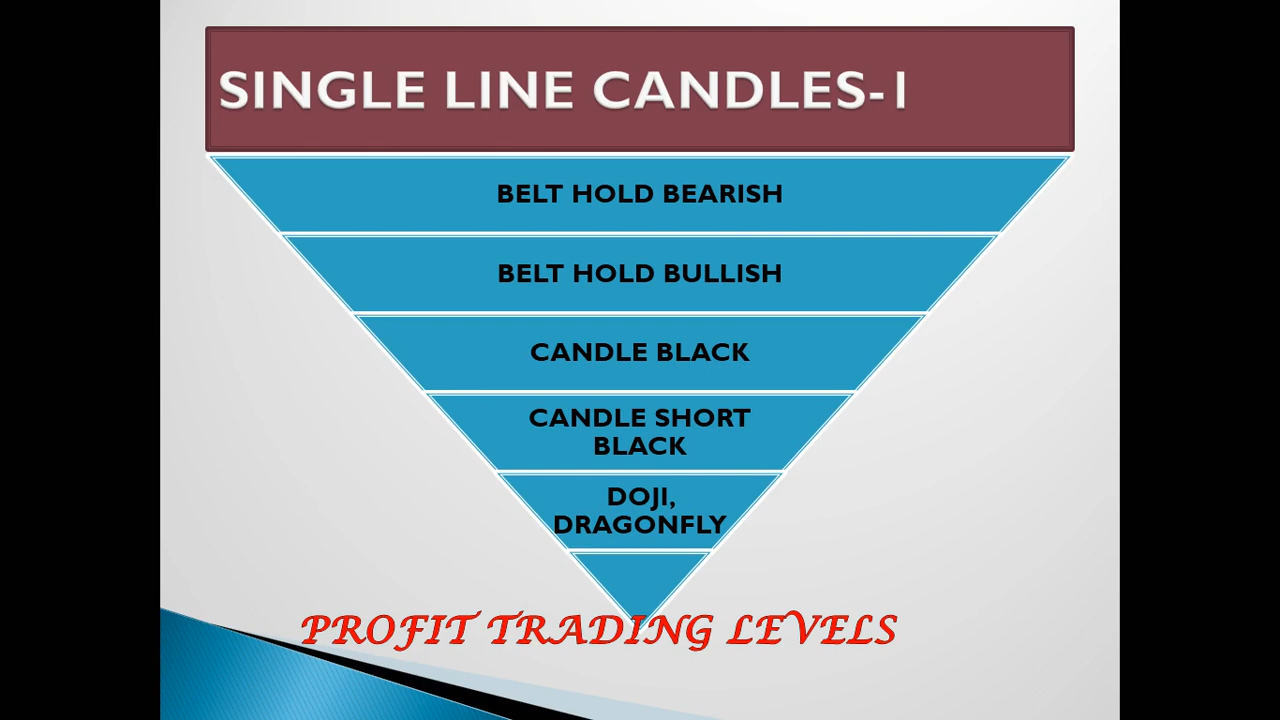 SINGLE LINE CANDLES-1
BELT HOLD BEARISH
BELT HOLD BULLISH
CANDLE BLACK
CANDLE SHORT
BLACK
DOJI,
DRAGONFLY
PROFIT TRADING LEVELS